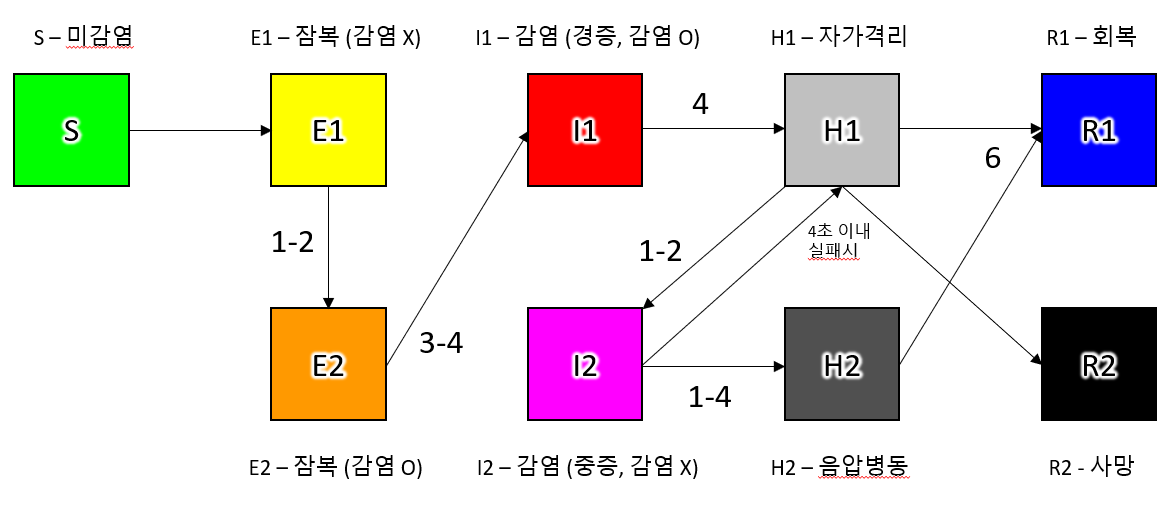 S – 미감염
E1 – 잠복 (감염 X)
I1 – 감염 (경증, 감염 O)
H1 – 자가격리
R1 – 회복
S
E1
I1
4
H1
R1
6
1-2
1-2
4초 이내
실패시
E2
3-4
I2
1-4
H2
R2
E2 – 잠복 (감염 O)
I2 – 감염 (중증, 감염 X)
H2 – 음압병동
R2 - 사망